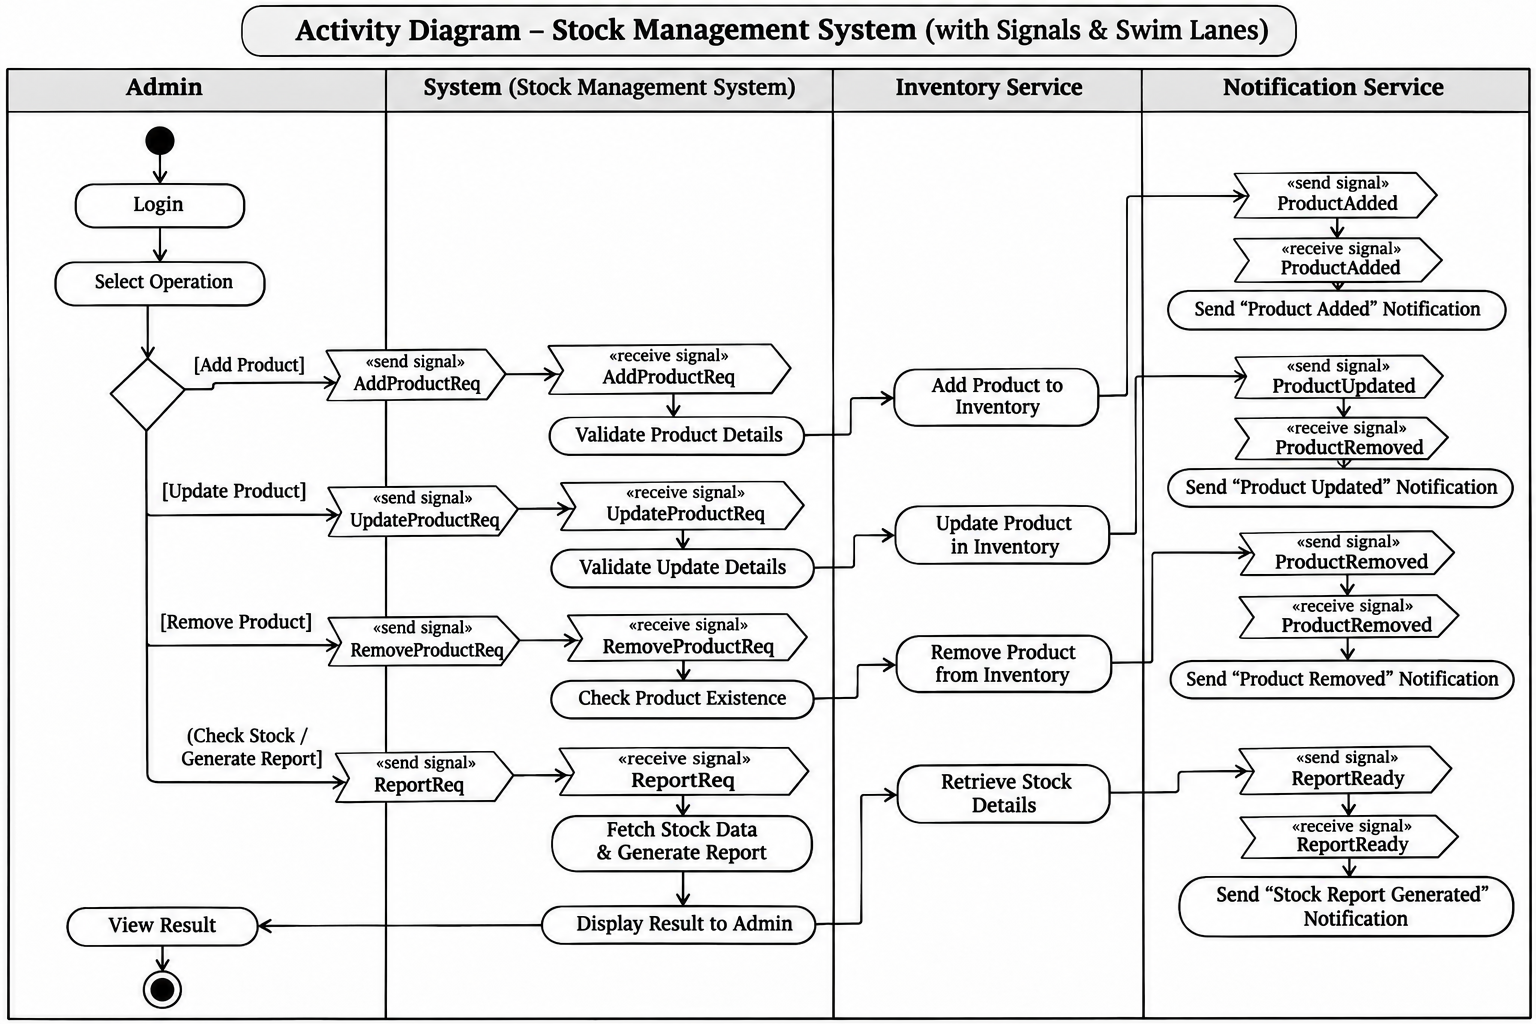 Activity Diagram – Stock Management System (with Signals & Swim Lanes)
Admin
System (Stock Management System)
Inventory Service
Notification Service
Login
Select Operation
[Add Product]
«send signal»
AddProductReq
«receive signal»
AddProductReq
Validate Product Details
Add Product to
Inventory
«send signal»
ProductAdded
«receive signal»
ProductAdded
Send “Product Added” Notification
[Update Product]
«send signal»
UpdateProductReq
«receive signal»
UpdateProductReq
Validate Update Details
Update Product
in Inventory
«send signal»
ProductUpdated
«receive signal»
ProductRemoved
Send “Product Updated” Notification
[Remove Product]
«send signal»
RemoveProductReq
«receive signal»
RemoveProductReq
Check Product Existence
Remove Product
from Inventory
«send signal»
ProductRemoved
«receive signal»
ProductRemoved
Send “Product Removed” Notification
(Check Stock /
Generate Report]
«send signal»
ReportReq
«receive signal»
ReportReq
Fetch Stock Data
& Generate Report
Display Result to Admin
Retrieve Stock
Details
«send signal»
ReportReady
«receive signal»
ReportReady
Send “Stock Report Generated”
Notification
View Result